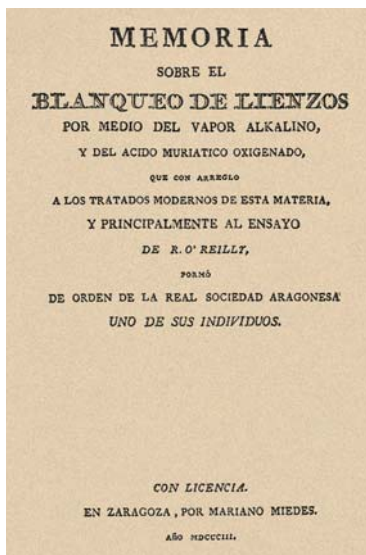 MEMORIA
SOBRE EL
BLANQUEO DE LIENZOS
POR MEDIO DEL VAPOR ALKALINO,
Y DEL ACIDO MURIATICO OXIGENADO,
QUE CON ARREGLO
A LOS TRATADOS MODERNOS DE ESTA MATERIA,
Y PRINCIPALMENTE AL ENSAYO
DE R. O' REILLY,
FORMÓ
DE ORDEN DE LA REAL SOCIEDAD ARAGONESA
UNO DE SUS INDIVIDUOS.
CON LICENCIA.
EN ZARAGOZA, POR MARIANO MIEDES.
AÑO MDCCCIII.